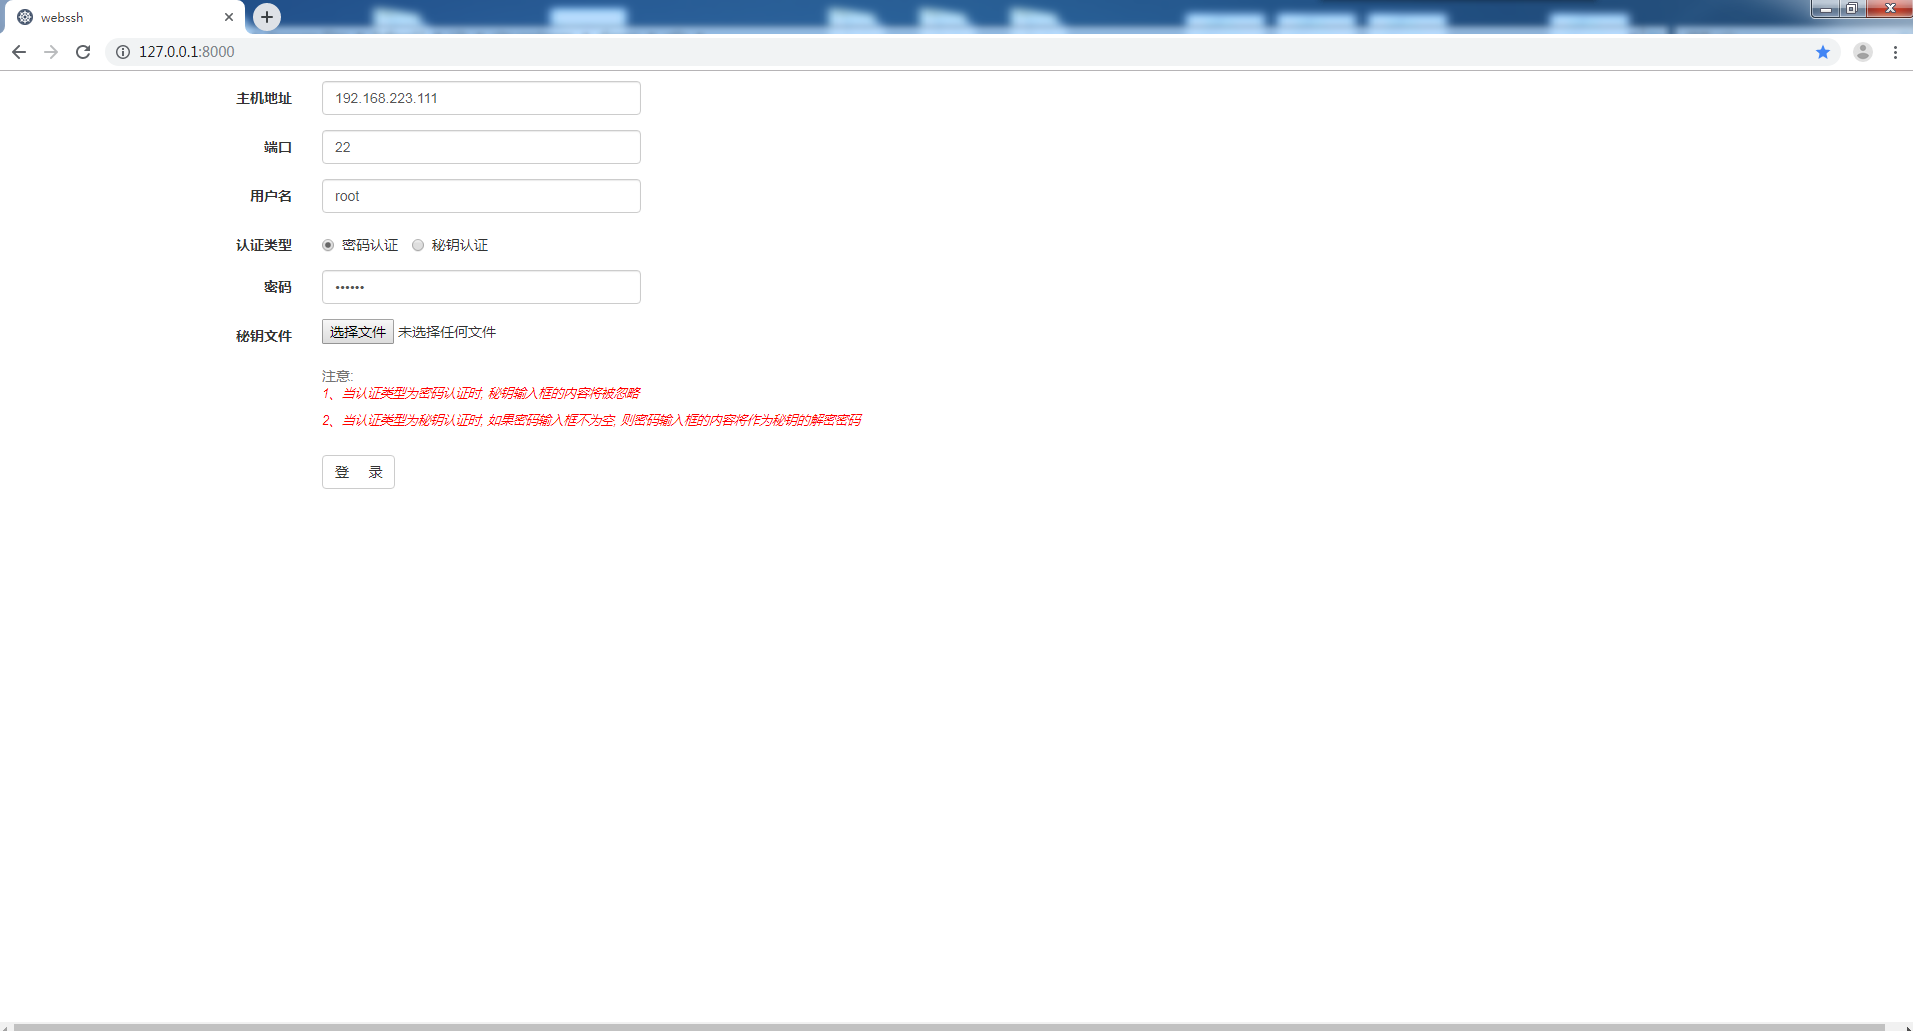 webssh
127.0.0.1:8000
主机地址 192.168.223.111
端口 22
用户名 root
认证类型 密码认证 秘钥认证
密码 ••••••
秘钥文件 选择文件 未选择任何文件
注意:
1、当认证类型为密码认证时, 秘钥输入框的内容将被忽略
2、当认证类型为秘钥认证时, 如果密码输入框不为空, 则密码输入框的内容将作为秘钥的解密密码
登 录